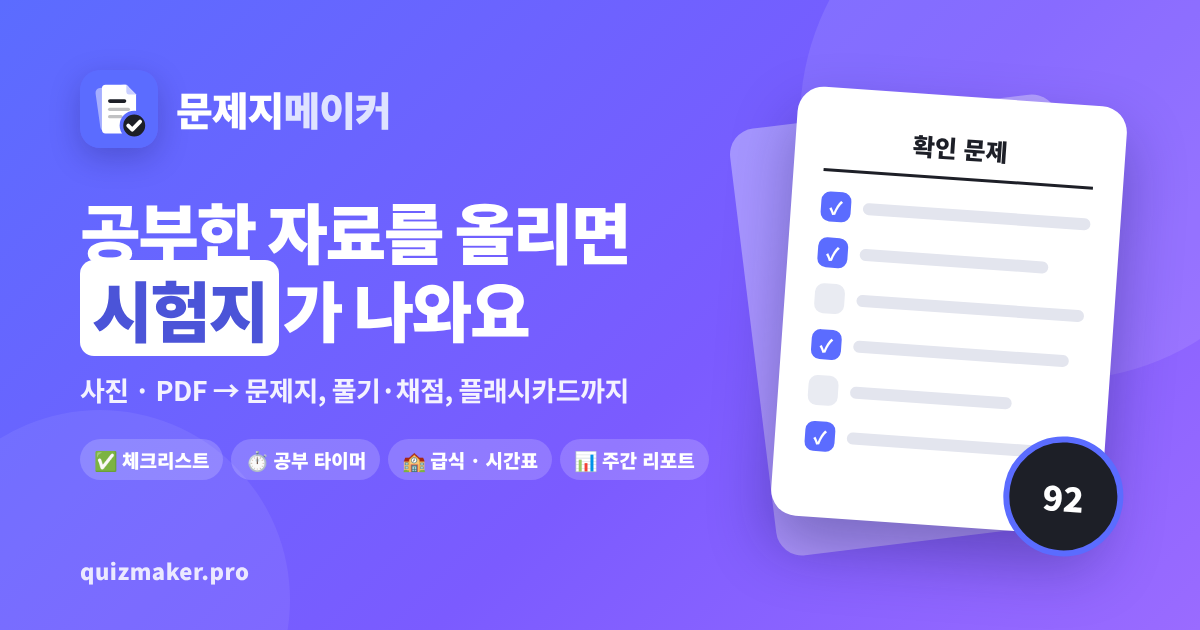 문제지메이커
공부한 자료를 올리면
시험지가 나와요
사진 · PDF → 문제지, 풀기·채점, 플래시카드까지
✅ 체크리스트
⏱️ 공부 타이머
🏫 급식 · 시간표
📊 주간 리포트
quizmaker.pro
확인 문제
92